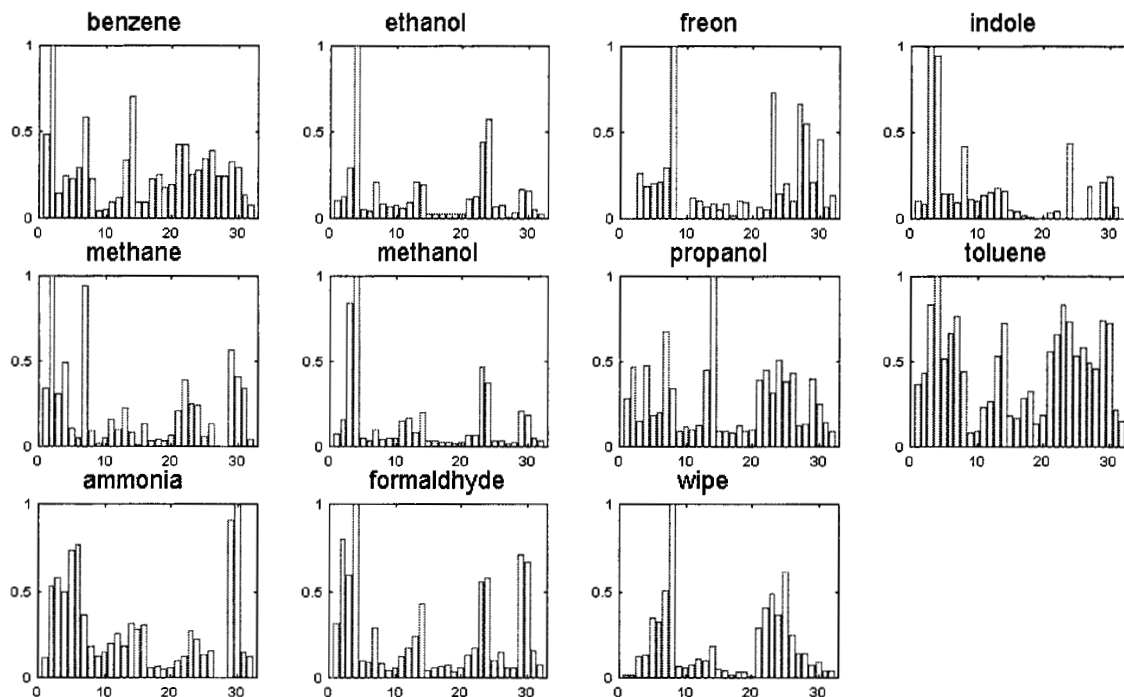 benzene ethanol freon indole
1 1 1 1
0.5 0.5 0.5 0.5
0 0 0 0
0 10 20 30 0 10 20 30 0 10 20 30 0 10 20 30
methane methanol propanol toluene
1 1 1 1
0.5 0.5 0.5 0.5
0 0 0 0
0 10 20 30 0 10 20 30 0 10 20 30 0 10 20 30
ammonia formaldhyde wipe
1 1 1
0.5 0.5 0.5
0 0 0
0 10 20 30 0 10 20 30 0 10 20 30